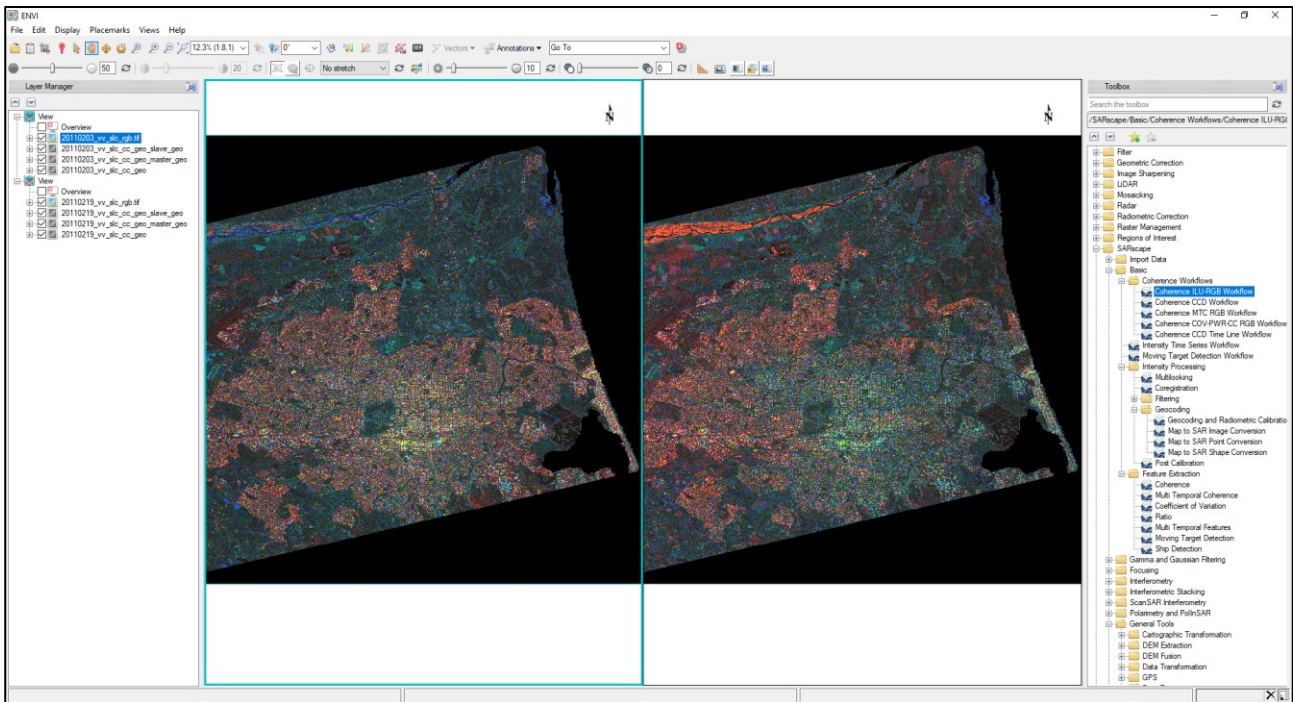 ENVI
File Edit Display Placemarks Views Help
12.3% (1:8.1) 0° Vectors Annotations Go To
50 20 No stretch 10 0
Layer Manager
View
Overview
20110203_vv_slc_rgb.tif
20110203_vv_slc_cc_geo_slave_geo
20110203_vv_slc_cc_geo_master_geo
20110203_vv_slc_cc_geo
View
Overview
20110219_vv_slc_rgb.tif
20110219_vv_slc_cc_geo_slave_geo
20110219_vv_slc_cc_geo_master_geo
20110219_vv_slc_cc_geo
N
N
Toolbox
Search the toolbox
/SARscape/Basic/Coherence Workflows/Coherence ILU-RGI
Filter
Geometric Correction
Image Sharpening
LiDAR
Mosaicking
Radar
Radiometric Correction
Raster Management
Regions of Interest
SARscape
Import Data
Basic
Coherence Workflows
Coherence ILU-RGB Workflow
Coherence CCD Workflow
Coherence MTC RGB Workflow
Coherence COV-PWR-CC RGB Workflow
Coherence CCD Time Line Workflow
Intensity Time Series Workflow
Moving Target Detection Workflow
Intensity Processing
Multilooking
Coregistration
Filtering
Geocoding
Geocoding and Radiometric Calibratio
Map to SAR Image Conversion
Map to SAR Point Conversion
Map to SAR Shape Conversion
Post Calibration
Feature Extraction
Coherence
Multi Temporal Coherence
Coefficient of Variation
Ratio
Multi Temporal Features
Moving Target Detection
Ship Detection
Gamma and Gaussian Filtering
Focusing
Interferometry
Interferometric Stacking
ScanSAR Interferometry
Polarimetry and PolInSAR
General Tools
Cartographic Transformation
DEM Extraction
DEM Fusion
Data Transformation
GPS